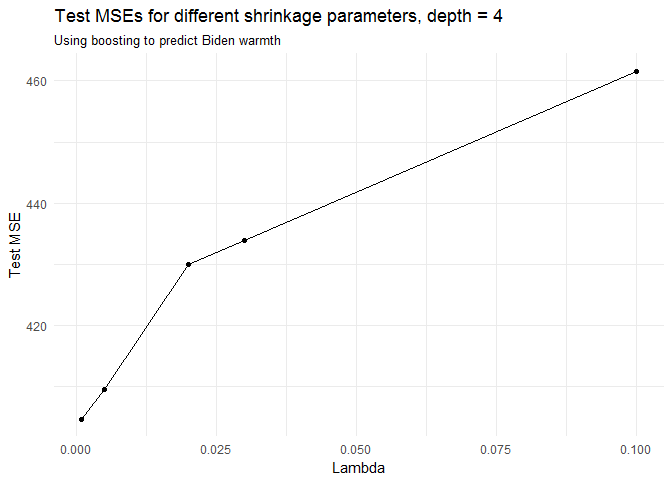 Test MSEs for different shrinkage parameters, depth = 4
Using boosting to predict Biden warmth
460
440
420
Test MSE
0.000 0.025 0.050 0.075 0.100
Lambda